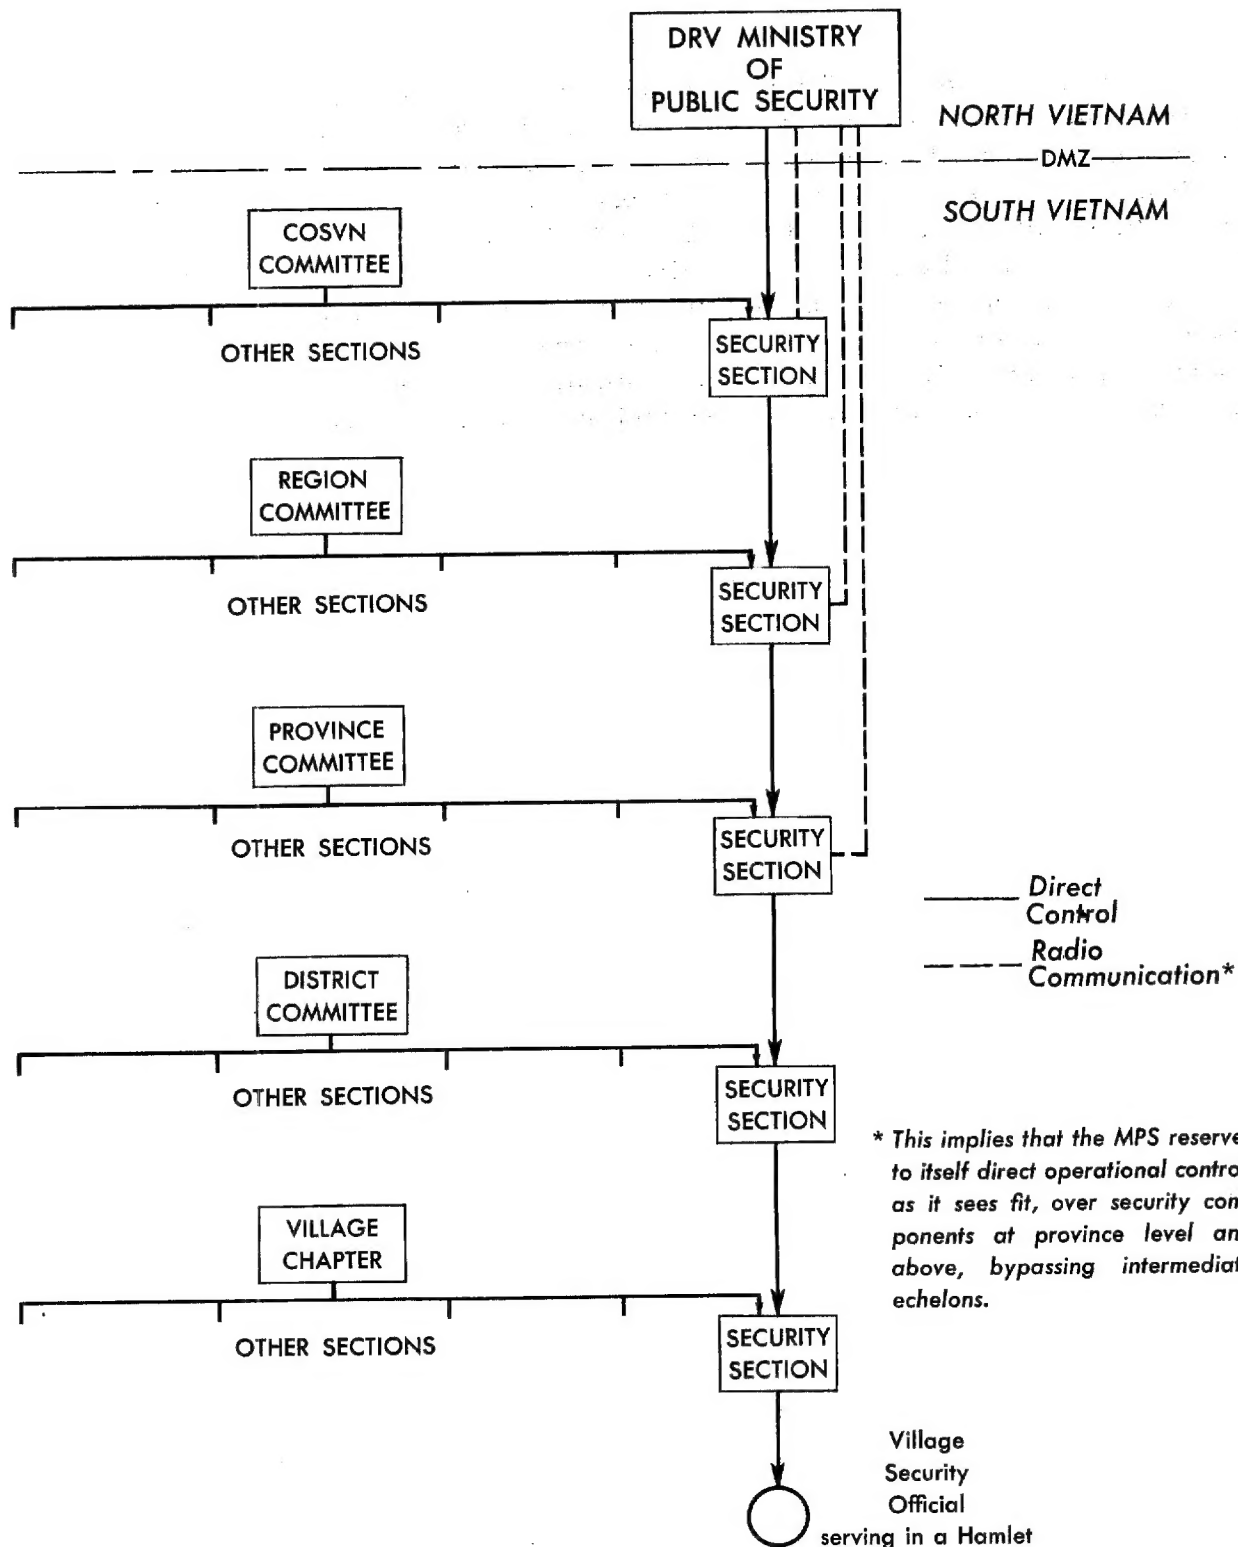 DRV MINISTRY
OF
PUBLIC SECURITY
NORTH VIETNAM
DMZ
SOUTH VIETNAM
COSVN
COMMITTEE
OTHER SECTIONS
SECURITY
SECTION
REGION
COMMITTEE
OTHER SECTIONS
SECURITY
SECTION
PROVINCE
COMMITTEE
OTHER SECTIONS
SECURITY
SECTION
Direct
Control
Radio
Communication*
DISTRICT
COMMITTEE
OTHER SECTIONS
SECURITY
SECTION
* This implies that the MPS reserve
to itself direct operational contro
as it sees fit, over security com
ponents at province level an
above, bypassing intermediat
echelons.
VILLAGE
CHAPTER
OTHER SECTIONS
SECURITY
SECTION
Village
Security
Official
serving in a Hamlet